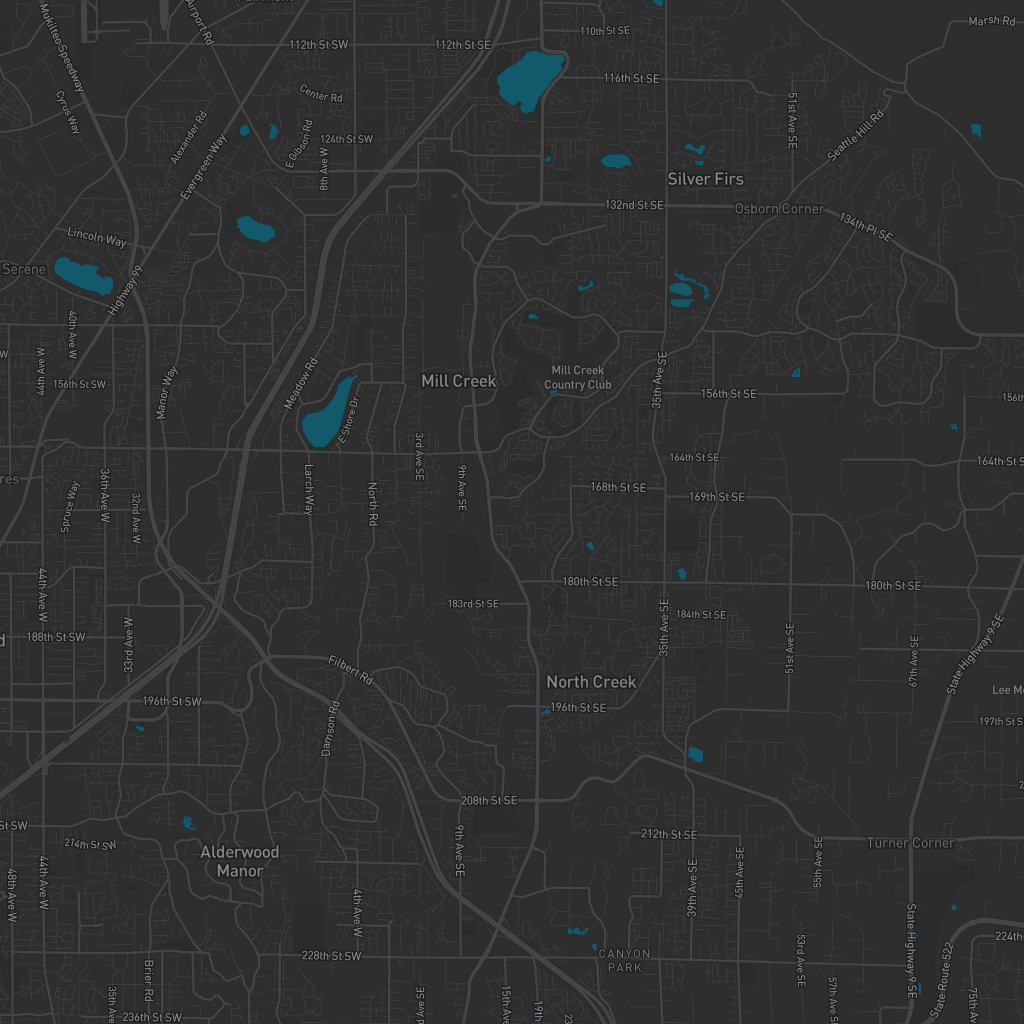 Mukilteo Speedway
Airport Rd
Marsh Rd
112th St SW
112th St SE
110th St SE
116th St SE
Cyrus Way
Center Rd
51st Ave SE
Alexander Rd
E Gibson Rd
124th St SW
Seattle Hill Rd
Evergreen Way
8th Ave W
Silver Firs
132nd St SE
Osborn Corner
134th Pl SE
Lincoln Way
Serene
Highway 99
40th Ave W
44th Ave W
156th St SW
Manor Way
Meadow Rd
Mill Creek
Mill Creek
Country Club
35th Ave SE
156th St SE
156th
E Shore Dr
3rd Ave SE
164th St SE
164th St S
res
36th Ave W
Spruce Way
32nd Ave W
Larch Way
North Rd
9th Ave SE
168th St SE
169th St SE
44th Ave W
180th St SE
180th St SE
183rd St SE
184th St SE
35th Ave SE
51st Ave SE
67th Ave SE
State Highway 9 SE
d
188th St SW
33rd Ave W
Filbert Rd
North Creek
Lee Mo
196th St SW
196th St SE
197th St SE
Damson Rd
208th St SE
St SW
214th St SW
9th Ave SE
212th St SE
Turner Corner
Alderwood
Manor
55th Ave SE
45th Ave SE
39th Ave SE
48th Ave W
44th Ave W
4th Ave W
State Highway 9 SE
224th
State Route 522
53rd Ave SE
228th St SW
CANYON
PARK
Brier Rd
35th Ave
236th St SW
15th Ave
19th
57th Ave SE
75th Ave